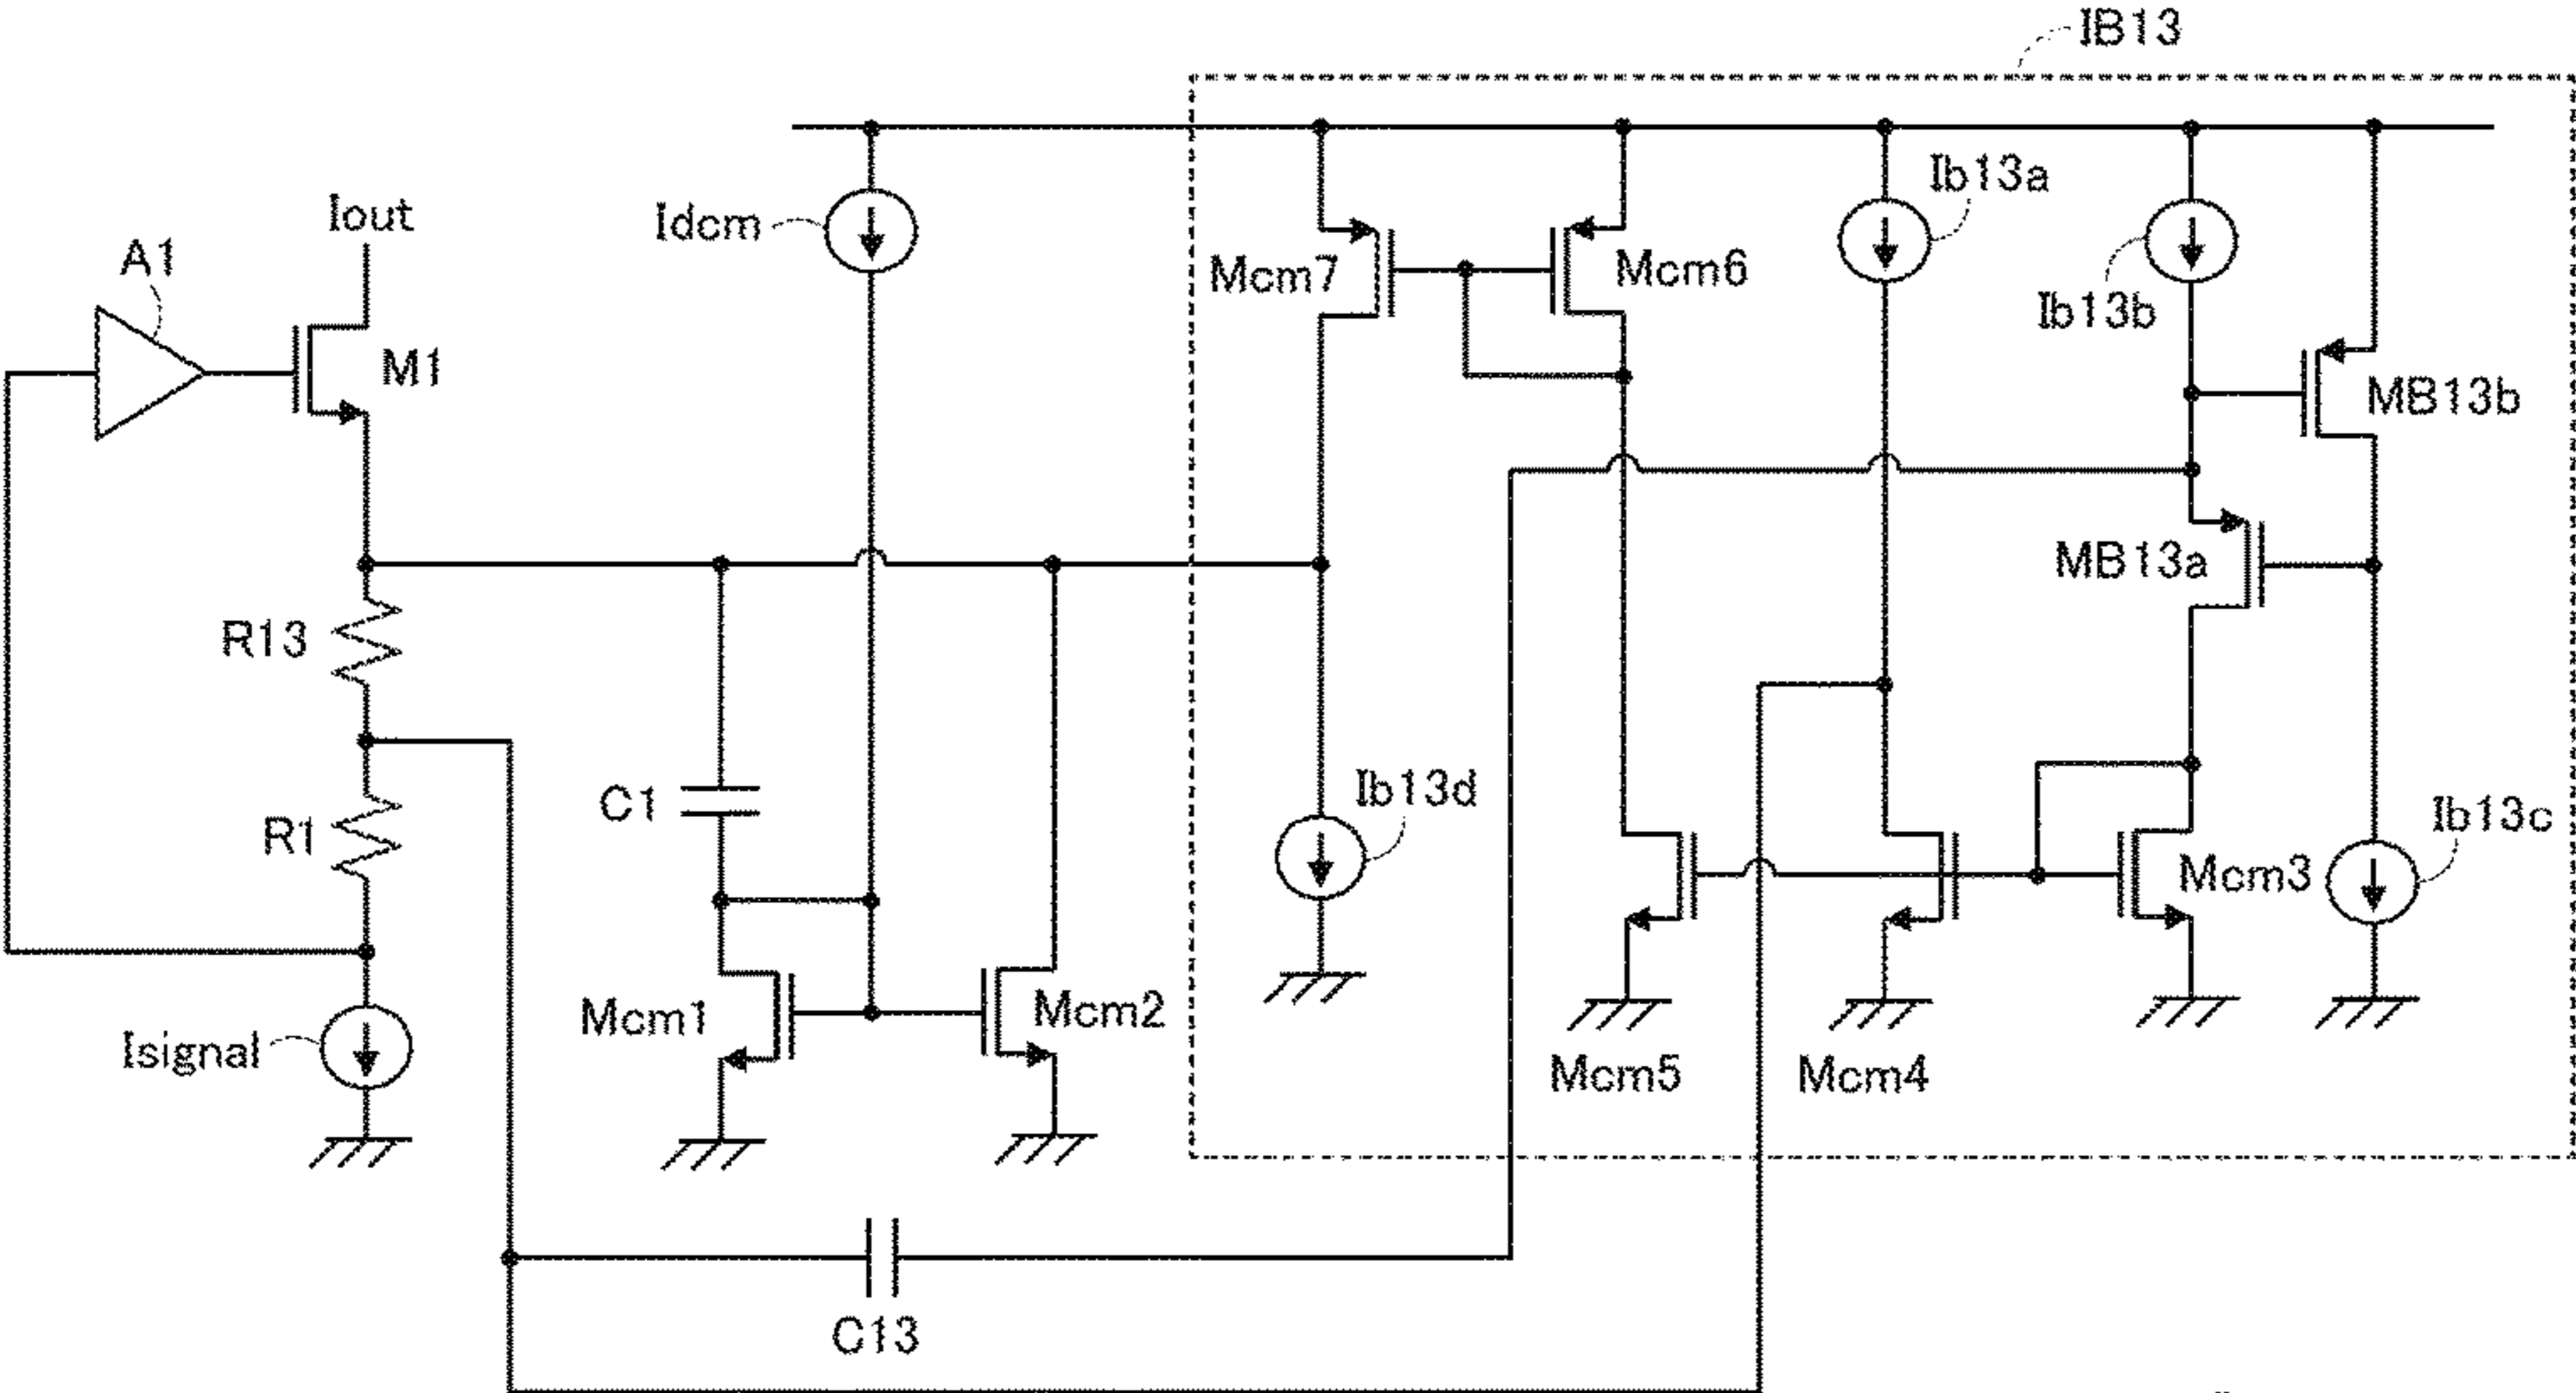 IB13
Ib13a
Iout
Idcm
A1
Mcm7
Mcm6
Ib13b
M1
MB13b
MB13a
R13
Ib13d
C1
R1
Ib13c
Mcm3
Mcm1
Mcm2
Isignal
Mcm5
Mcm4
C13